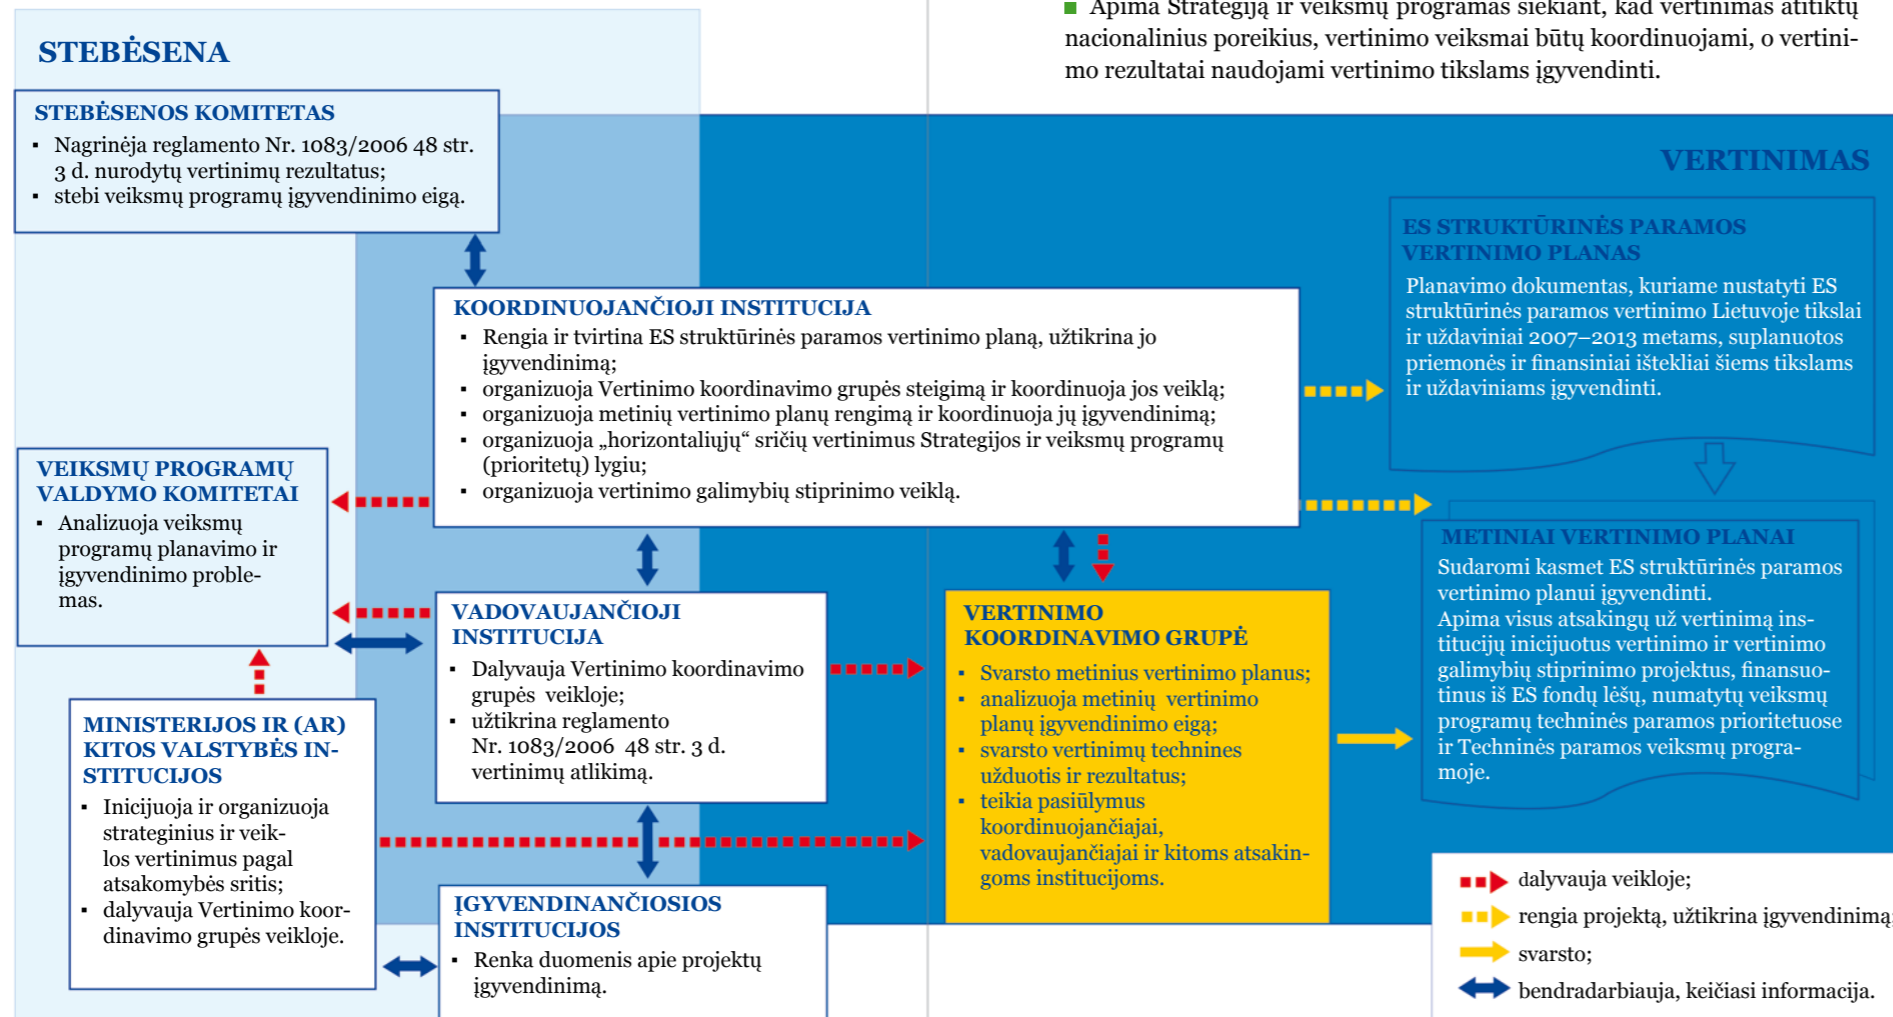 ■ Apima Strategiją ir veiksmų programas siekiant, kad vertinimas atitiktų
nacionalinius poreikius, vertinimo veiksmai būtų koordinuojami, o vertini-
mo rezultatai naudojami vertinimo tikslams įgyvendinti.
STEBĖSENA
STEBĖSENOS KOMITETAS
▪ Nagrinėja reglamento Nr. 1083/2006 48 str.
3 d. nurodytų vertinimų rezultatus;
▪ stebi veiksmų programų įgyvendinimo eigą.
VERTINIMAS
ES STRUKTŪRINĖS PARAMOS
VERTINIMO PLANAS
Planavimo dokumentas, kuriame nustatyti ES
struktūrinės paramos vertinimo Lietuvoje tikslai
ir uždaviniai 2007–2013 metams, suplanuotos
priemonės ir finansiniai ištekliai šiems tikslams
ir uždaviniams įgyvendinti.
KOORDINUOJANČIOJI INSTITUCIJA
▪ Rengia ir tvirtina ES struktūrinės paramos vertinimo planą, užtikrina jo
įgyvendinimą;
▪ organizuoja Vertinimo koordinavimo grupės steigimą ir koordinuoja jos veiklą;
▪ organizuoja metinių vertinimo planų rengimą ir koordinuoja jų įgyvendinimą;
▪ organizuoja „horizontaliųjų“ sričių vertinimus Strategijos ir veiksmų programų
(prioritetų) lygiu;
▪ organizuoja vertinimo galimybių stiprinimo veiklą.
VEIKSMŲ PROGRAMŲ
VALDYMO KOMITETAI
▪ Analizuoja veiksmų
programų planavimo ir
įgyvendinimo proble-
mas.
METINIAI VERTINIMO PLANAI
Sudaromi kasmet ES struktūrinės paramos
vertinimo planui įgyvendinti.
Apima visus atsakingų už vertinimą ins-
titucijų inicijuotus vertinimo ir vertinimo
galimybių stiprinimo projektus, finansuo-
tinus iš ES fondų lėšų, numatytų veiksmų
programų techninės paramos prioritetuose
ir Techninės paramos veiksmų progra-
moje.
VADOVAUJANČIOJI
INSTITUCIJA
▪ Dalyvauja Vertinimo koordinavimo
grupės veikloje;
▪ užtikrina reglamento
Nr. 1083/2006 48 str. 3 d.
vertinimų atlikimą.
VERTINIMO
KOORDINAVIMO GRUPĖ
▪ Svarsto metinius vertinimo planus;
▪ analizuoja metinių vertinimo
planų įgyvendinimo eigą;
▪ svarsto vertinimų technines
užduotis ir rezultatus;
▪ teikia pasiūlymus
koordinuojančiajai,
vadovaujančiajai ir kitoms atsakin-
goms institucijoms.
MINISTERIJOS IR (AR)
KITOS VALSTYBĖS IN-
STITUCIJOS
▪ Inicijuoja ir organizuoja
strateginius ir veik-
los vertinimus pagal
atsakomybės sritis;
▪ dalyvauja Vertinimo koor-
dinavimo grupės veikloje.
ĮGYVENDINANČIOSIOS
INSTITUCIJOS
▪ Renka duomenis apie projektų
įgyvendinimą.
dalyvauja veikloje;
rengia projektą, užtikrina įgyvendinimą;
svarsto;
bendradarbiauja, keičiasi informacija.